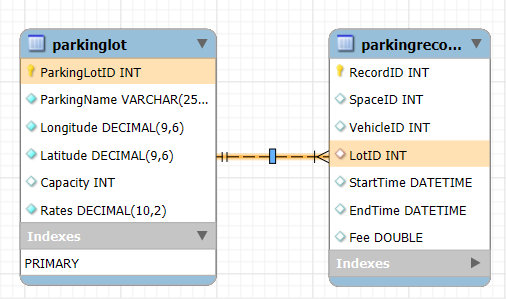 parkinglot
ParkingLotID INT
ParkingName VARCHAR(25...
Longitude DECIMAL(9,6)
Latitude DECIMAL(9,6)
Capacity INT
Rates DECIMAL(10,2)
Indexes
PRIMARY
parkingreco...
RecordID INT
SpaceID INT
VehicleID INT
LotID INT
StartTime DATETIME
EndTime DATETIME
Fee DOUBLE
Indexes